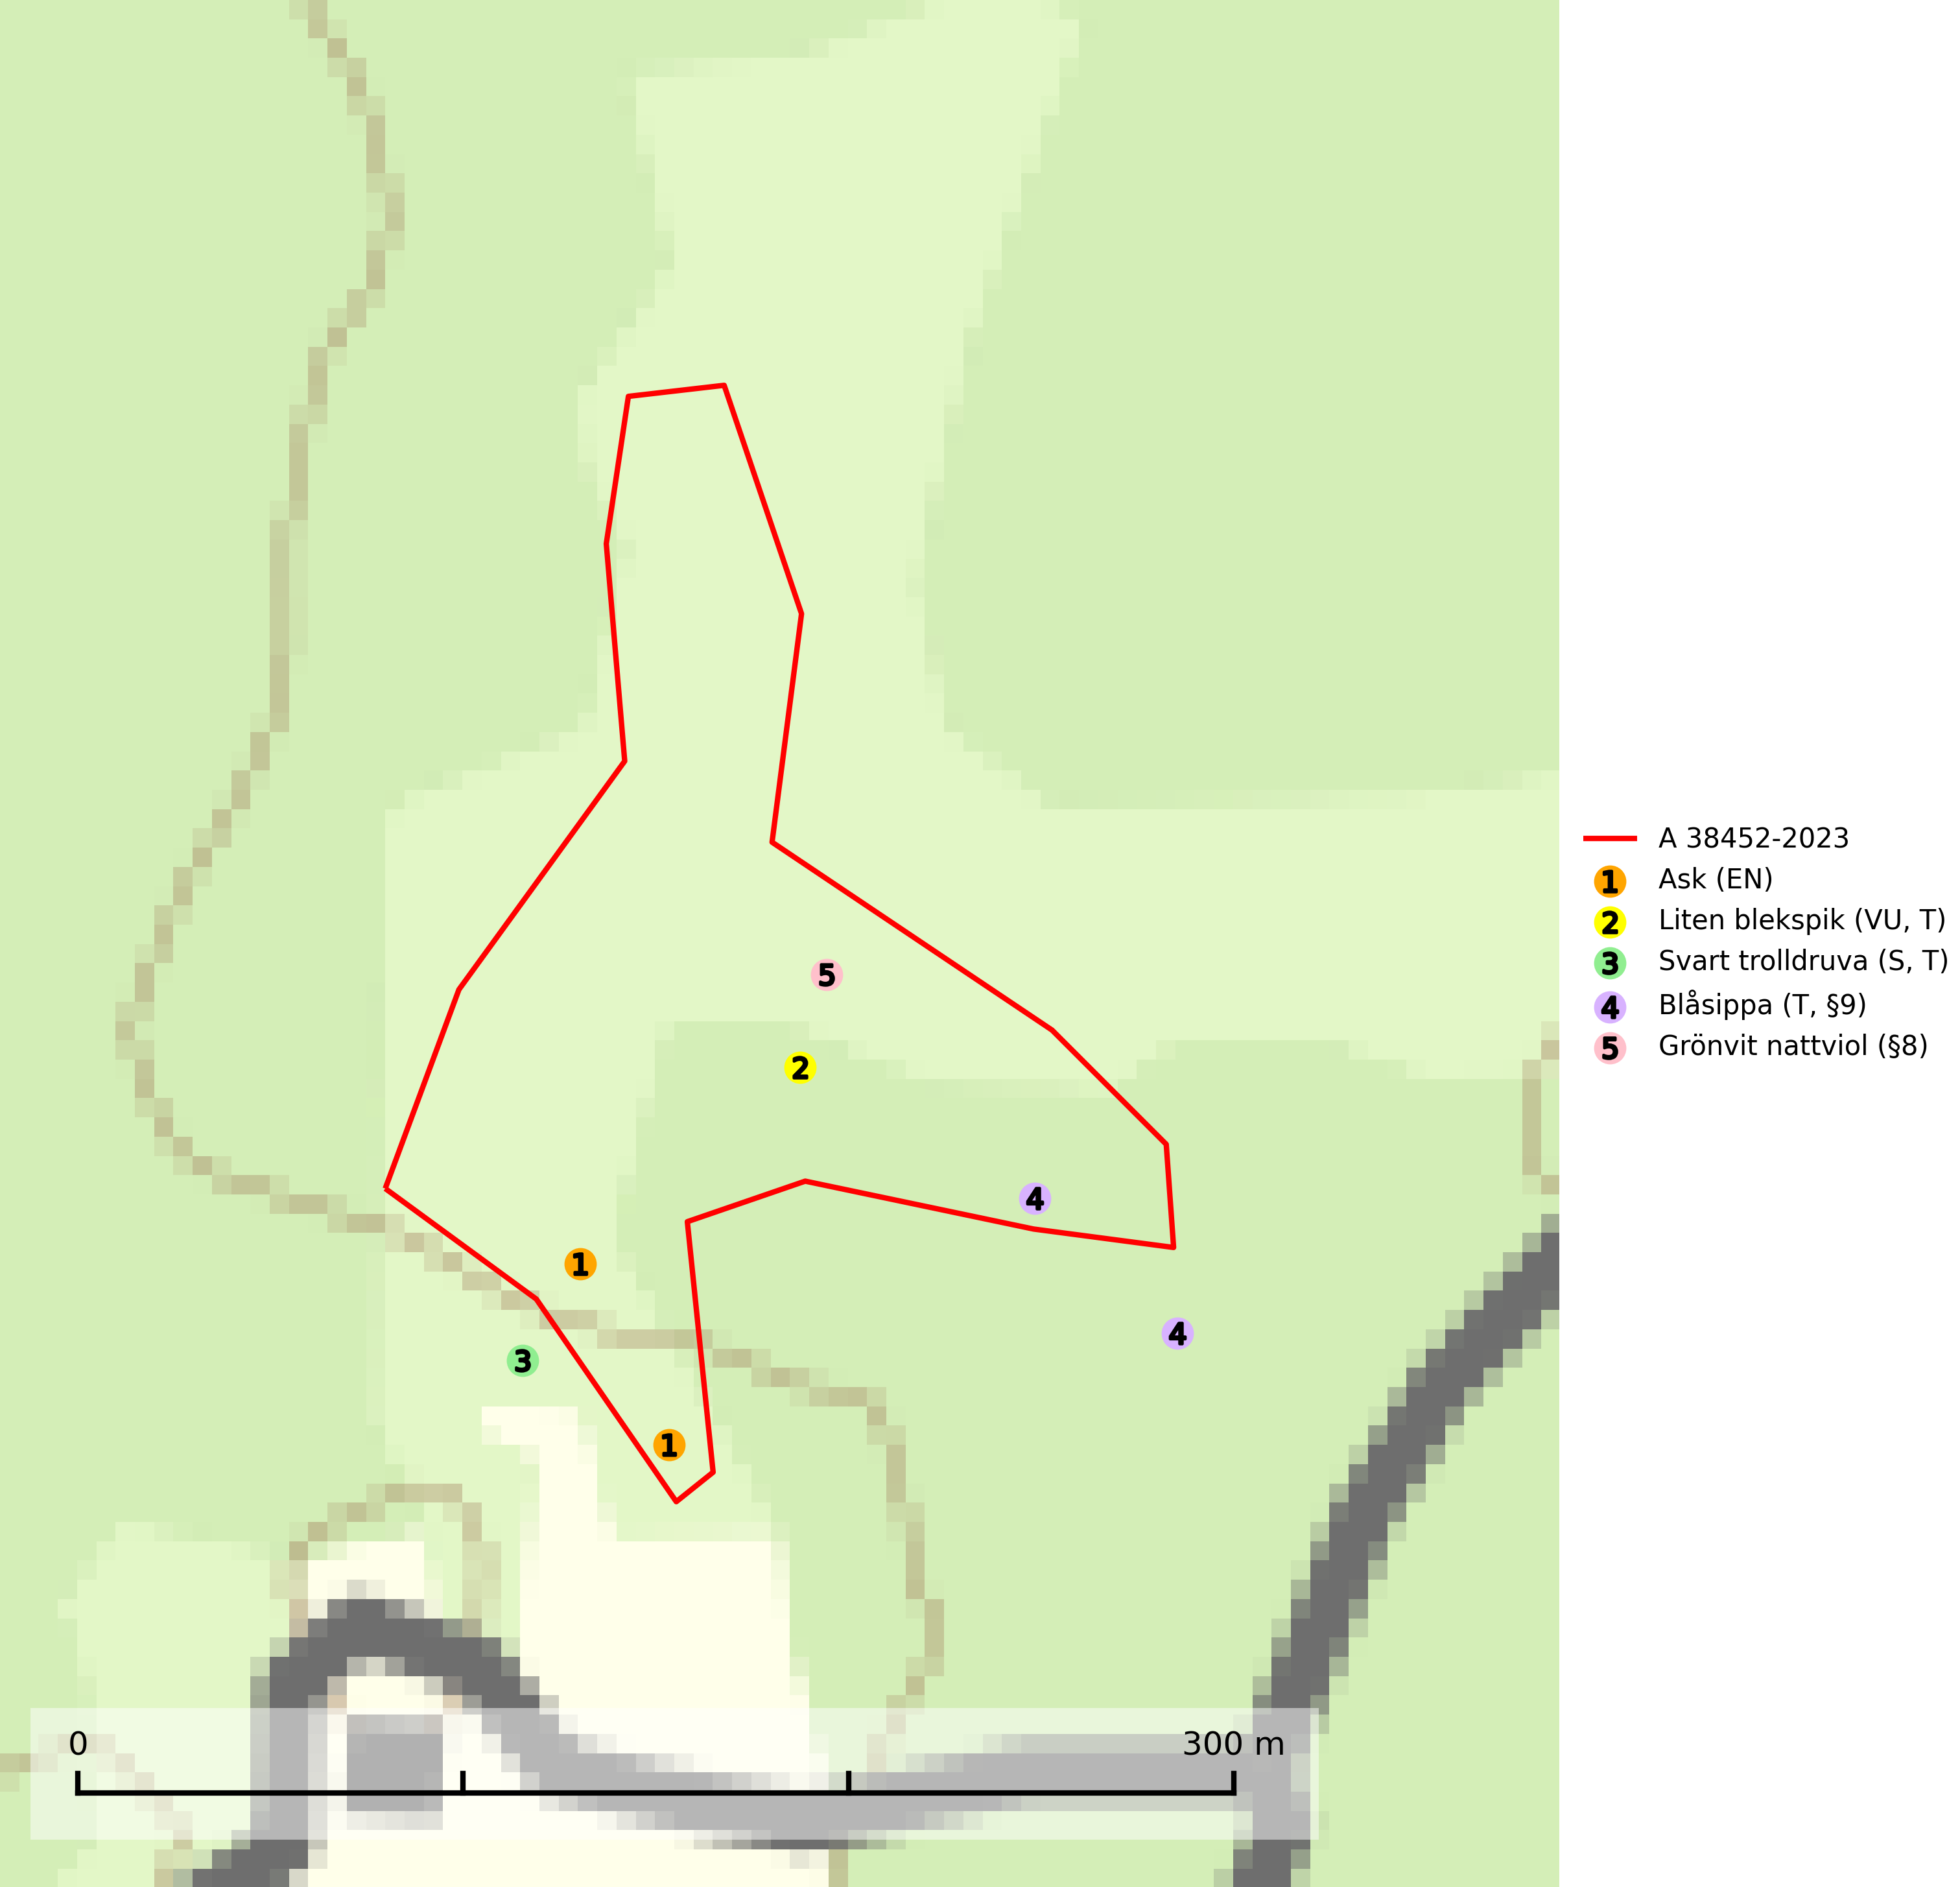 A 38452-2023
1 Ask (EN)
2 Liten blekspik (VU, T)
3 Svart trolldruva (S, T)
4 Blåsippa (T, §9)
5 Grönvit nattviol (§8)
5
2
4
1
4
3
1
0 300 m